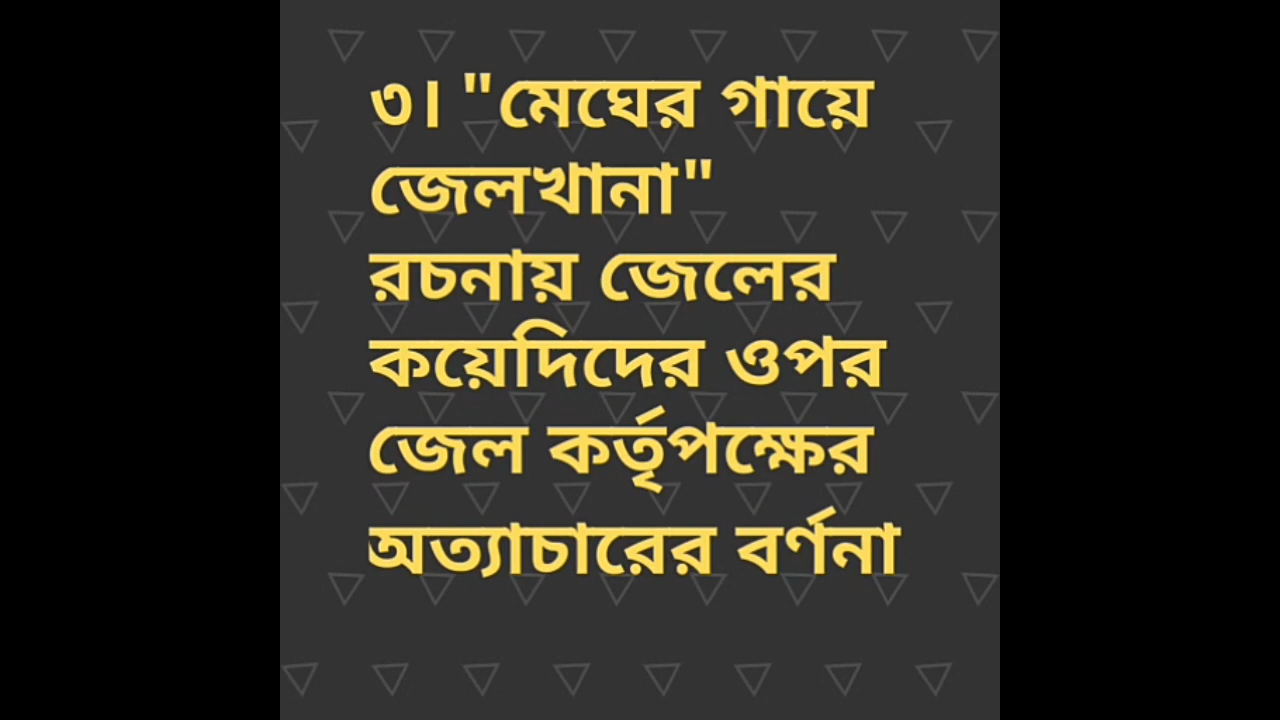 ৩। "মেঘের গায়ে
জেলখানা"
রচনায় জেলের
কয়েদিদের ওপর
জেল কর্তৃপক্ষের
অত্যাচারের বর্ণনা